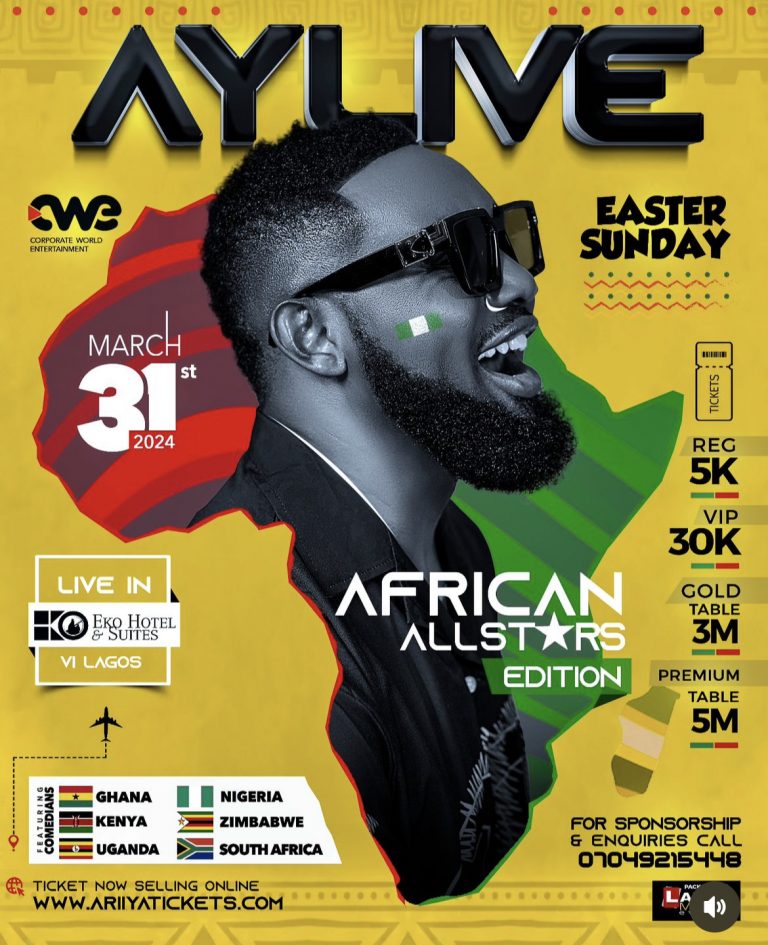 AYLIVE
cwe
CORPORATE WORLD
ENTERTAINMENT
EASTER
SUNDAY
MARCH
31st
2024
TICKETS
REG
5K
VIP
30K
GOLD
TABLE
3M
PREMIUM
TABLE
5M
LIVE IN
EKO HOTEL
& SUITES
VI LAGOS
AFRICAN
ALLSTARS
EDITION
FEATURING
COMEDIANS
GHANA
KENYA
UGANDA
NIGERIA
ZIMBABWE
SOUTH AFRICA
FOR SPONSORSHIP
& ENQUIRIES CALL
07049215448
TICKET NOW SELLING ONLINE
WWW.ARIIYATICKETS.COM